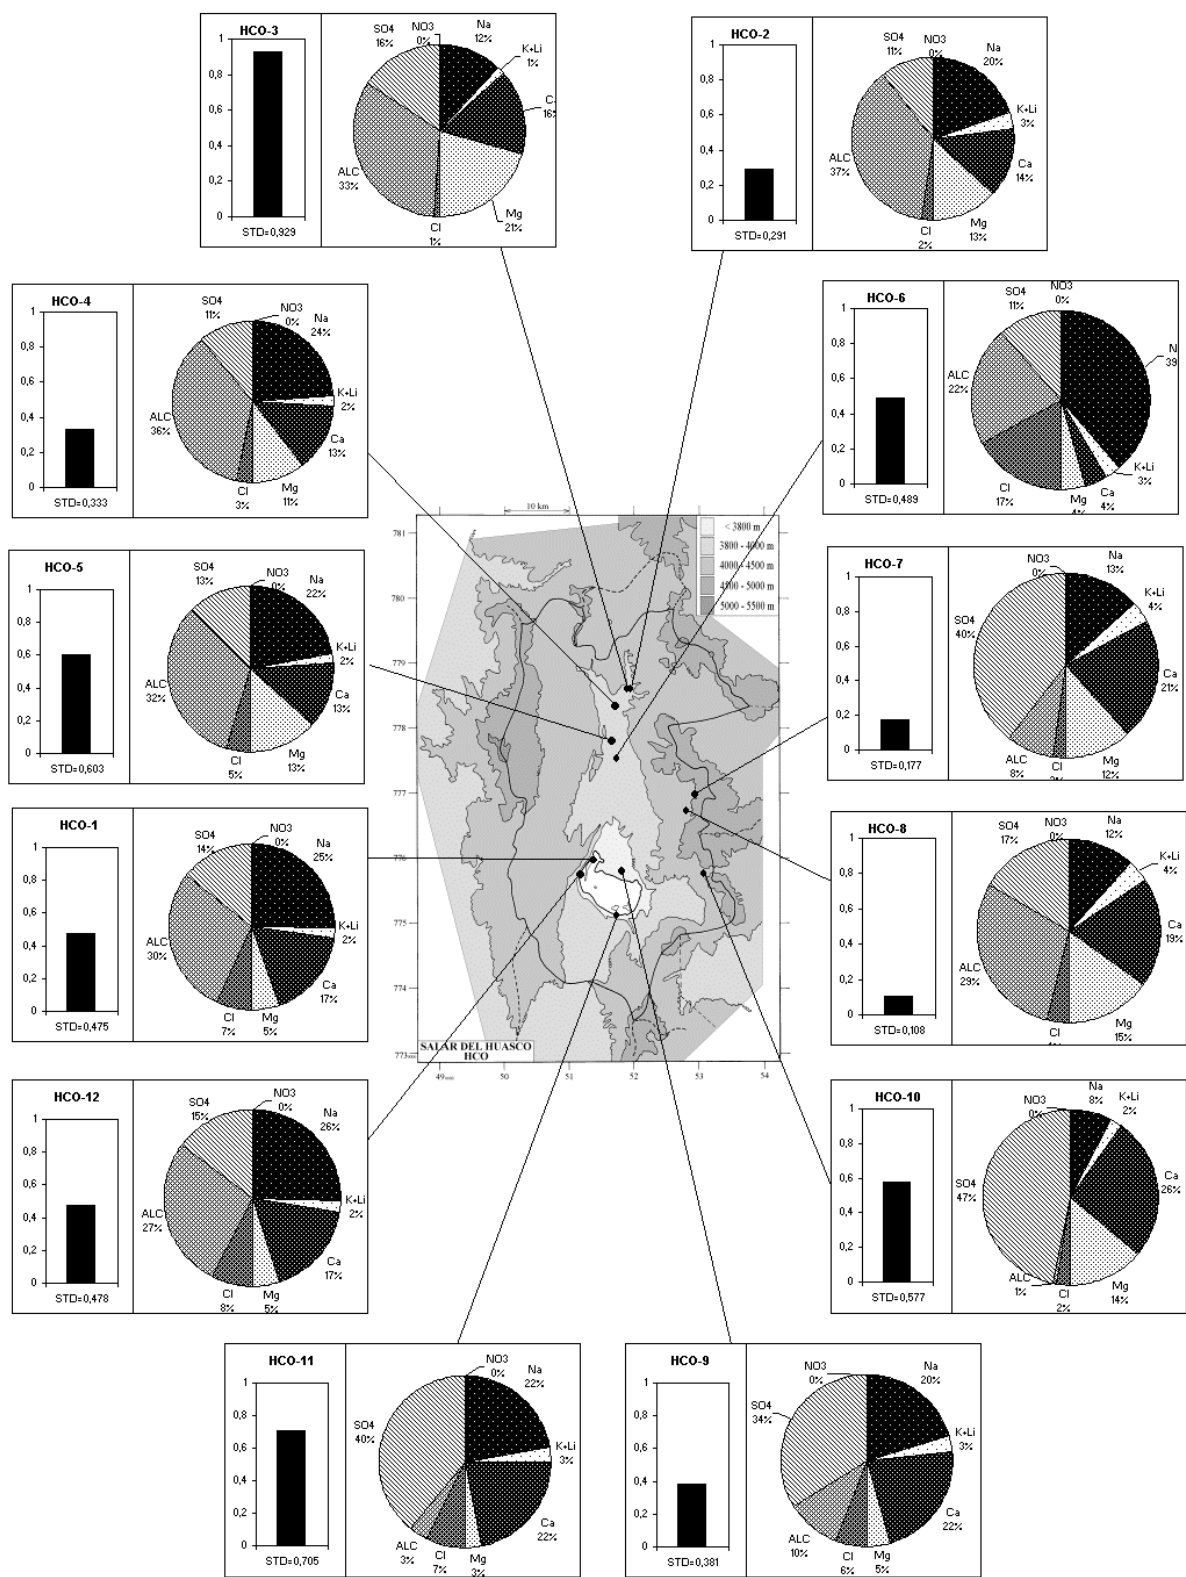 HCO-3
1
0,8
0,6
0,4
0,2
0
STD=0,929
NO3
0%
Na
12%
K+Li
1%
C
16%
Mg
21%
Cl
1%
ALC
33%
SO4
16%
HCO-2
1
0,8
0,6
0,4
0,2
0
STD=0,291
NO3
0%
Na
20%
K+Li
3%
Ca
14%
Mg
13%
Cl
2%
ALC
37%
SO4
11%
HCO-4
1
0,8
0,6
0,4
0,2
0
STD=0,333
NO3
0%
Na
24%
K+Li
2%
Ca
13%
Mg
11%
Cl
3%
ALC
36%
SO4
11%
HCO-6
1
0,8
0,6
0,4
0,2
0
STD=0,489
NO3
0%
N
39
K+Li
3%
Ca
4%
Mg
4%
Cl
17%
ALC
22%
SO4
11%
HCO-5
1
0,8
0,6
0,4
0,2
0
STD=0,603
NO3
0%
Na
22%
K+Li
2%
Ca
13%
Mg
13%
Cl
5%
ALC
32%
SO4
13%
HCO-7
1
0,8
0,6
0,4
0,2
0
STD=0,177
NO3
0%
Na
13%
K+Li
4%
Ca
21%
Mg
12%
Cl
ALC
8%
SO4
40%
HCO-1
1
0,8
0,6
0,4
0,2
0
STD=0,475
NO3
0%
Na
25%
K+Li
2%
Ca
17%
Mg
5%
Cl
7%
ALC
30%
SO4
14%
HCO-8
1
0,8
0,6
0,4
0,2
0
STD=0,108
NO3
0%
Na
12%
K+Li
4%
Ca
19%
Mg
15%
Cl
ALC
29%
SO4
17%
HCO-12
1
0,8
0,6
0,4
0,2
0
STD=0,478
NO3
0%
Na
26%
K+Li
2%
Ca
17%
Mg
5%
Cl
8%
ALC
27%
SO4
15%
HCO-10
1
0,8
0,6
0,4
0,2
0
STD=0,577
NO3
0%
Na
8%
K+Li
2%
Ca
26%
Mg
14%
Cl
2%
ALC
1%
SO4
47%
HCO-11
1
0,8
0,6
0,4
0,2
0
STD=0,705
NO3
0%
Na
22%
K+Li
3%
Ca
22%
Mg
3%
Cl
7%
ALC
3%
SO4
40%
HCO-9
1
0,8
0,6
0,4
0,2
0
STD=0,381
NO3
0%
Na
20%
K+Li
3%
Ca
22%
Mg
5%
Cl
6%
ALC
10%
SO4
34%
10 km
< 3800 m
3800 - 4000 m
4000 - 4500 m
4500 - 5000 m
5000 - 5500 m
781
780
779
778
777
776
775
774
773
SALAR DEL HUASCO
HCO
49
50
51
52
53
54